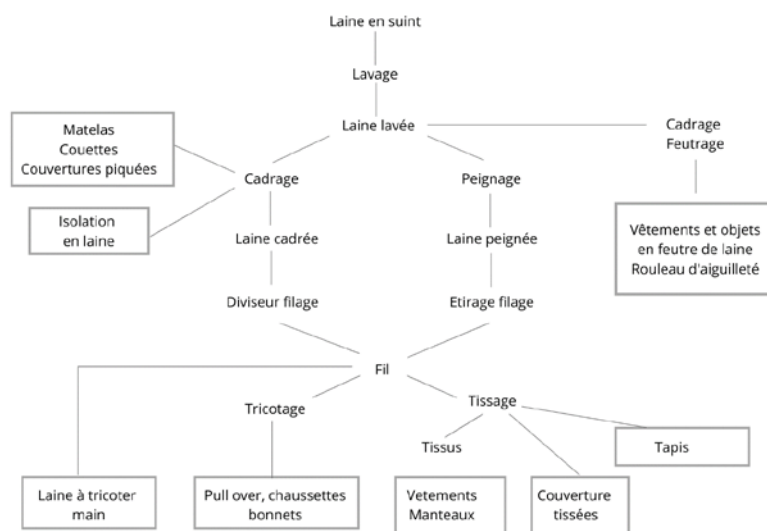 Laine en suint
Lavage
Laine lavée
Cadrage
Feutrage
Matelas
Couettes
Couvertures piquées
Cadrage
Peignage
Isolation
en laine
Laine cadrée
Laine peignée
Vêtements et objets
en feutre de laine
Rouleau d'aiguilleté
Diviseur filage
Etirage filage
Fil
Tricotage
Tissage
Tissus
Tapis
Laine à tricoter
main
Pull over, chaussettes
bonnets
Vetements
Manteaux
Couverture
tissées